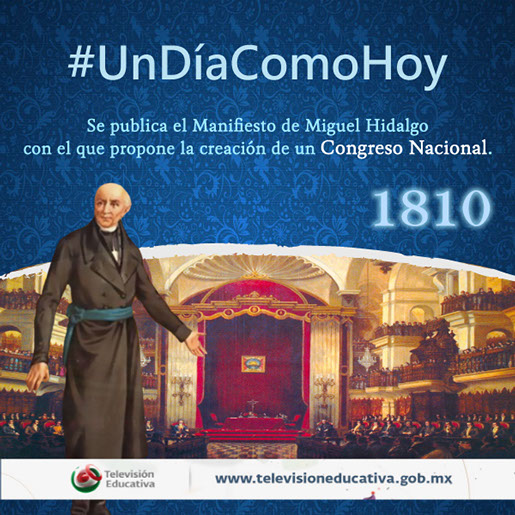 #UnDíaComoHoy
Se publica el Manifiesto de Miguel Hidalgo
con el que propone la creación de un Congreso Nacional.
1810
Televisión
Educativa
www.televisioneducativa.gob.mx